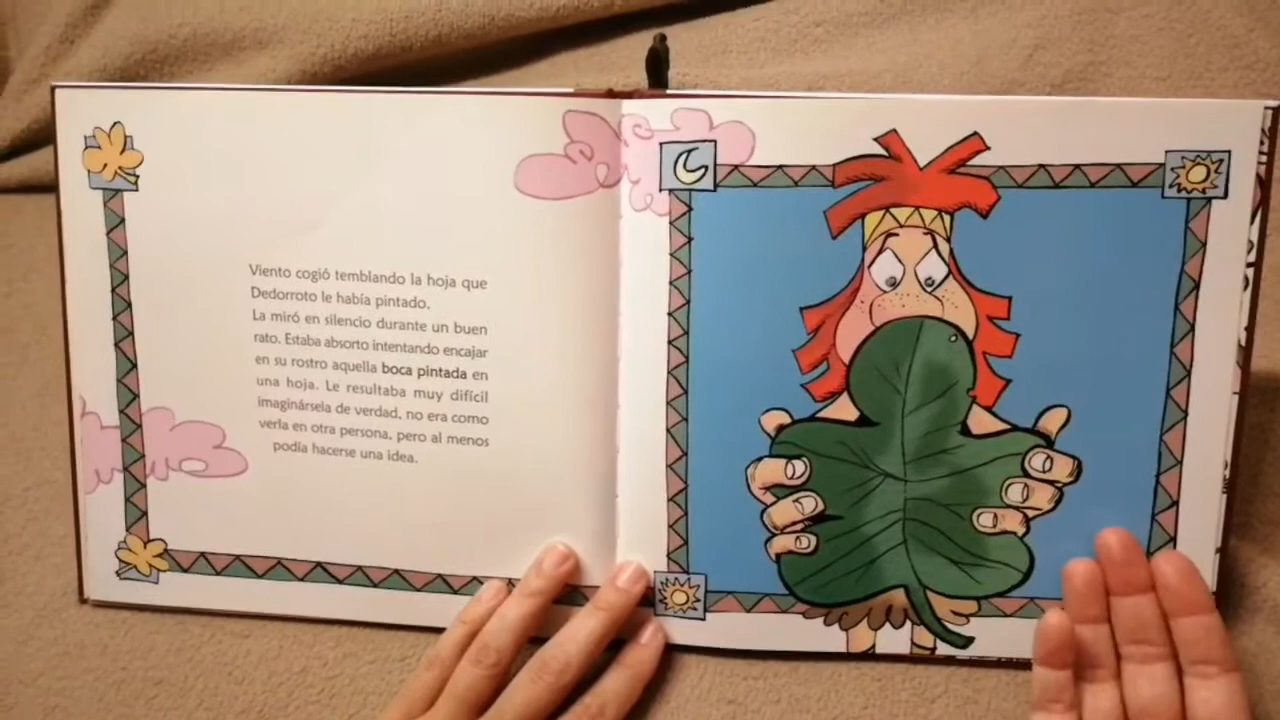 Viento cogió temblando la hoja que
Dedorroto le había pintado.
La miró en silencio durante un buen
rato. Estaba absorto intentando encajar
en su rostro aquella boca pintada en
una hoja. Le resultaba muy difícil
imaginársela de verdad, no era como
verla en otra persona, pero al menos
podía hacerse una idea.